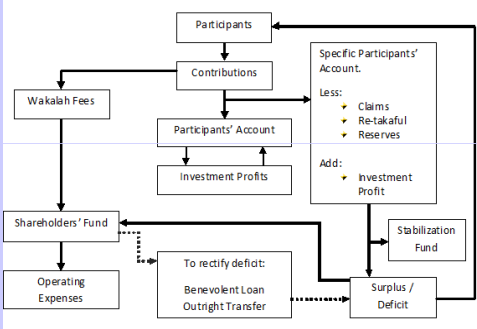 Participants
Contributions
Wakalah Fees
Participants' Account
Investment Profits
Specific Participants'
Account.
Less:
Claims
Re-takaful
Reserves
Add:
Investment
Profit
Shareholders' Fund
Operating
Expenses
To rectify deficit:
Benevolent Loan
Outright Transfer
Stabilization
Fund
Surplus /
Deficit